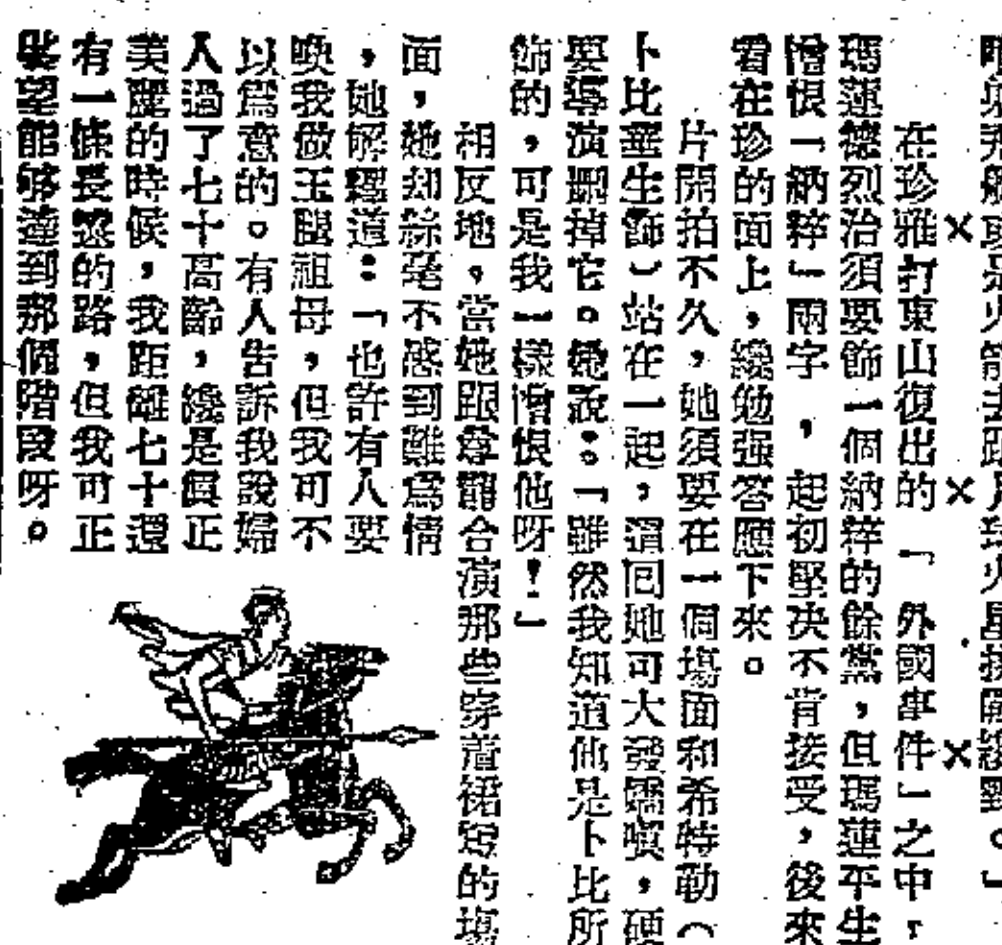 × × ×
在珍雅打東山復出的「外國事件」之中，
瑪蓮德烈治須要飾一個納粹的餘黨，但瑪蓮平生
憎恨「納粹」兩字，起初堅决不肯接受，後來
看在珍的面上，纔勉强答應下來。
片開拍不久，她須要在一個場面和希特勒（
卜比華生飾）站在一起，這囘她可大發嬌嗔，硬
要導演刪掉它。她說：「雖然我知道他是卜比所
飾的，可是我一樣憎恨他呀！」
相反地，當她跟合演那些穿着裙短的場
面，她却絲毫不感到難爲情
，她解釋道：「也許有人要
喚我做玉腿祖母，但我可不
以爲意的。有人告訴我說婦
人過了七十高齡，纔是眞正
美麗的時候，我距離七十還
有一條長遠的路，但我可正
望能够達到那個階段呀。